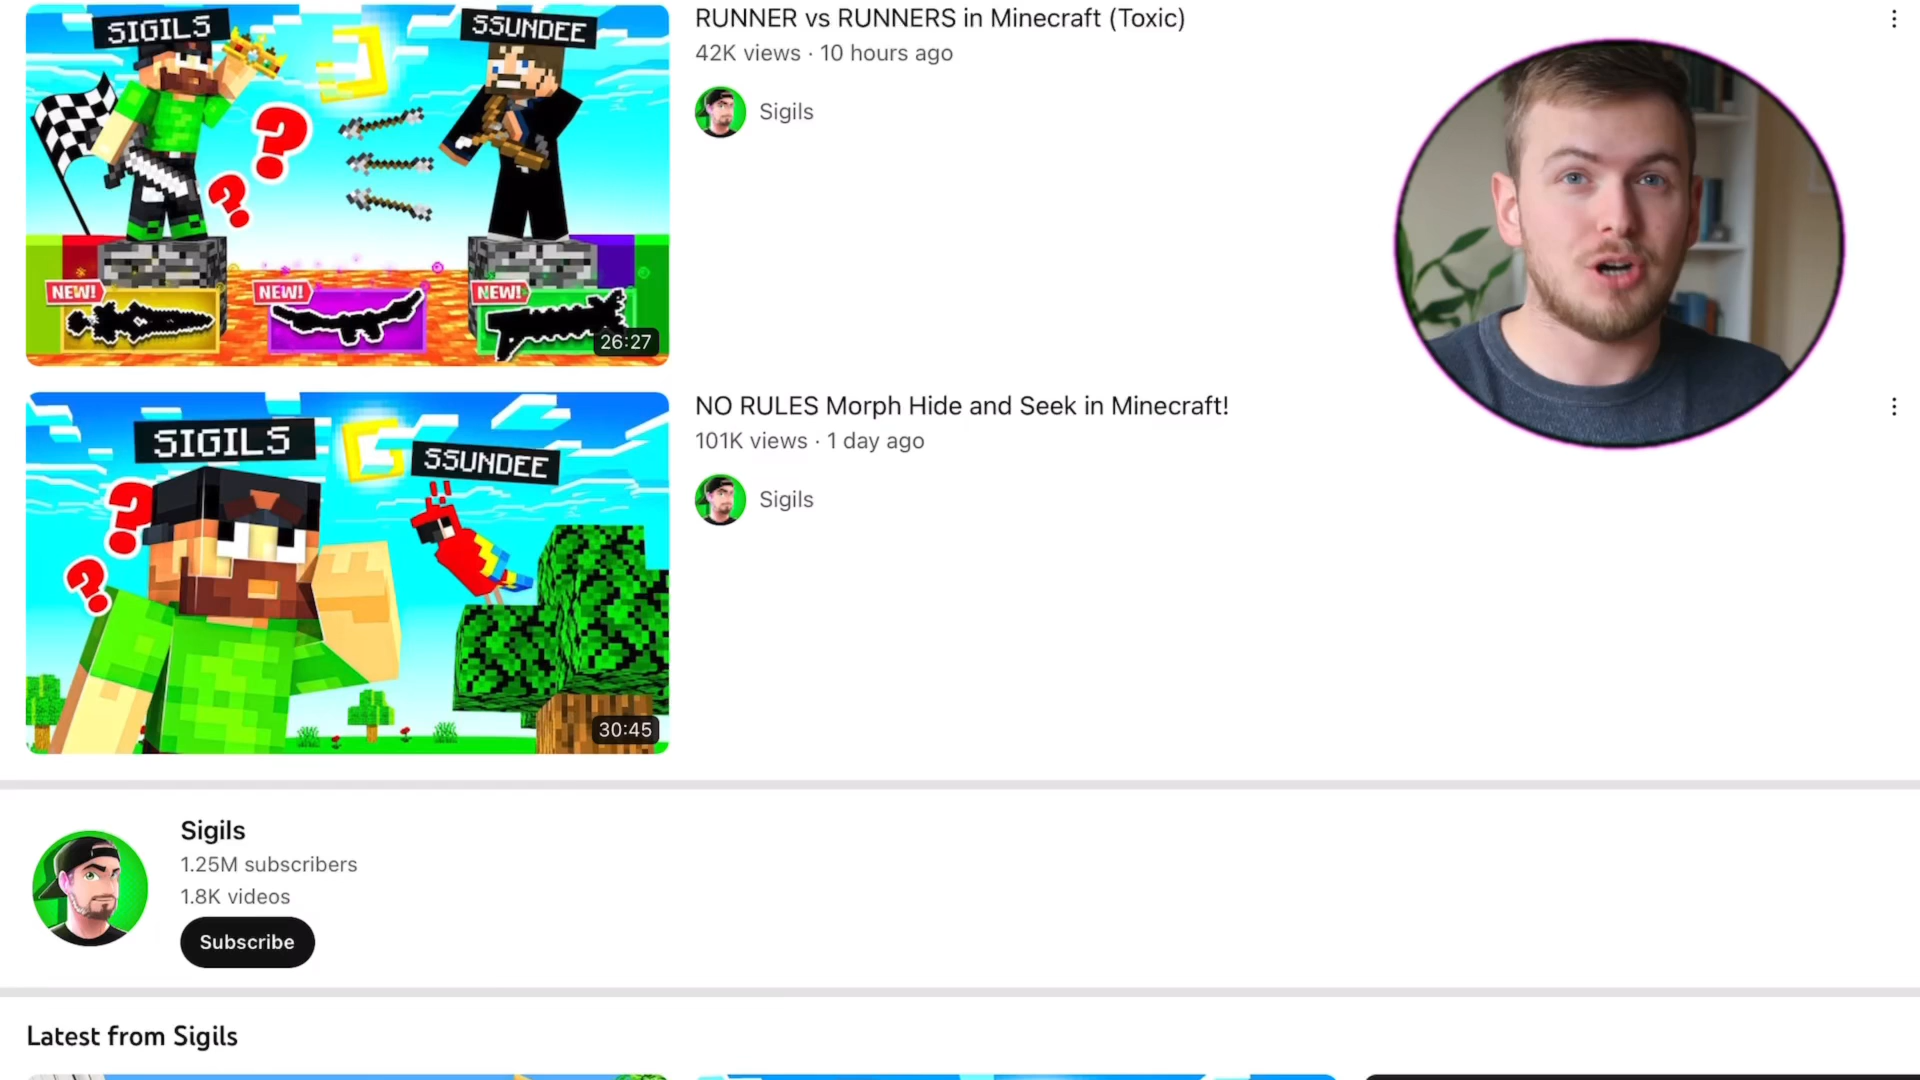 SIGILS
SSUNDEE
NEW!
NEW!
NEW!
26:27
RUNNER vs RUNNERS in Minecraft (Toxic)
42K views · 10 hours ago
Sigils
SIGILS
SSUNDEE
30:45
NO RULES Morph Hide and Seek in Minecraft!
101K views · 1 day ago
Sigils
Sigils
1.25M subscribers
1.8K videos
Subscribe
Latest from Sigils